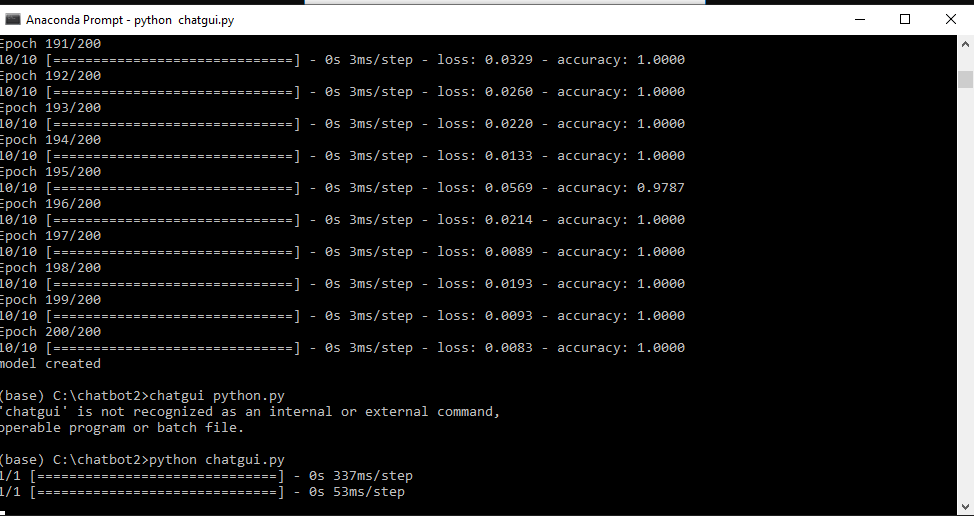 Anaconda Prompt - python  chatgui.py
Epoch 191/200
10/10 [==============================] - 0s 3ms/step - loss: 0.0329 - accuracy: 1.0000
Epoch 192/200
10/10 [==============================] - 0s 3ms/step - loss: 0.0260 - accuracy: 1.0000
Epoch 193/200
10/10 [==============================] - 0s 3ms/step - loss: 0.0220 - accuracy: 1.0000
Epoch 194/200
10/10 [==============================] - 0s 3ms/step - loss: 0.0133 - accuracy: 1.0000
Epoch 195/200
10/10 [==============================] - 0s 3ms/step - loss: 0.0569 - accuracy: 0.9787
Epoch 196/200
10/10 [==============================] - 0s 3ms/step - loss: 0.0214 - accuracy: 1.0000
Epoch 197/200
10/10 [==============================] - 0s 3ms/step - loss: 0.0089 - accuracy: 1.0000
Epoch 198/200
10/10 [==============================] - 0s 3ms/step - loss: 0.0193 - accuracy: 1.0000
Epoch 199/200
10/10 [==============================] - 0s 3ms/step - loss: 0.0093 - accuracy: 1.0000
Epoch 200/200
10/10 [==============================] - 0s 3ms/step - loss: 0.0083 - accuracy: 1.0000
model created
(base) C:\chatbot2>chatgui python.py
'chatgui' is not recognized as an internal or external command,
operable program or batch file.
(base) C:\chatbot2>python chatgui.py
1/1 [==============================] - 0s 337ms/step
1/1 [==============================] - 0s 53ms/step